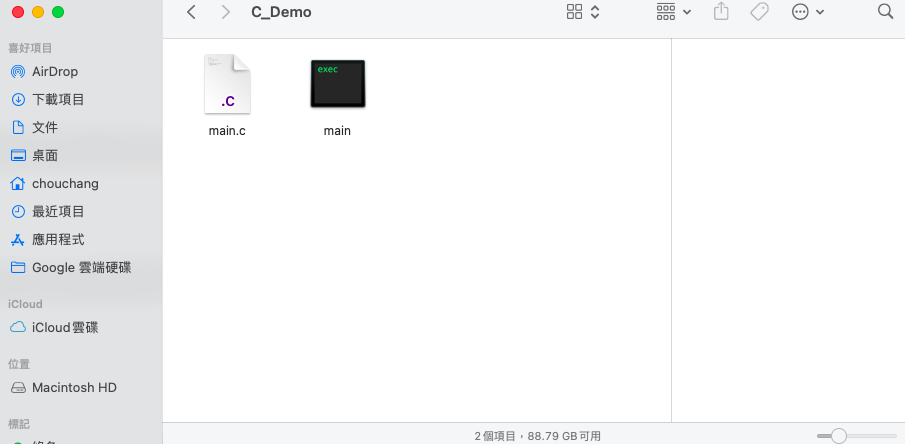 C_Demo
喜好項目
AirDrop
下載項目
文件
桌面
chouchang
最近項目
應用程式
Google 雲端硬碟
iCloud
iCloud雲碟
位置
Macintosh HD
標記
.C
main.c
exec
main
2個項目，88.79 GB可用